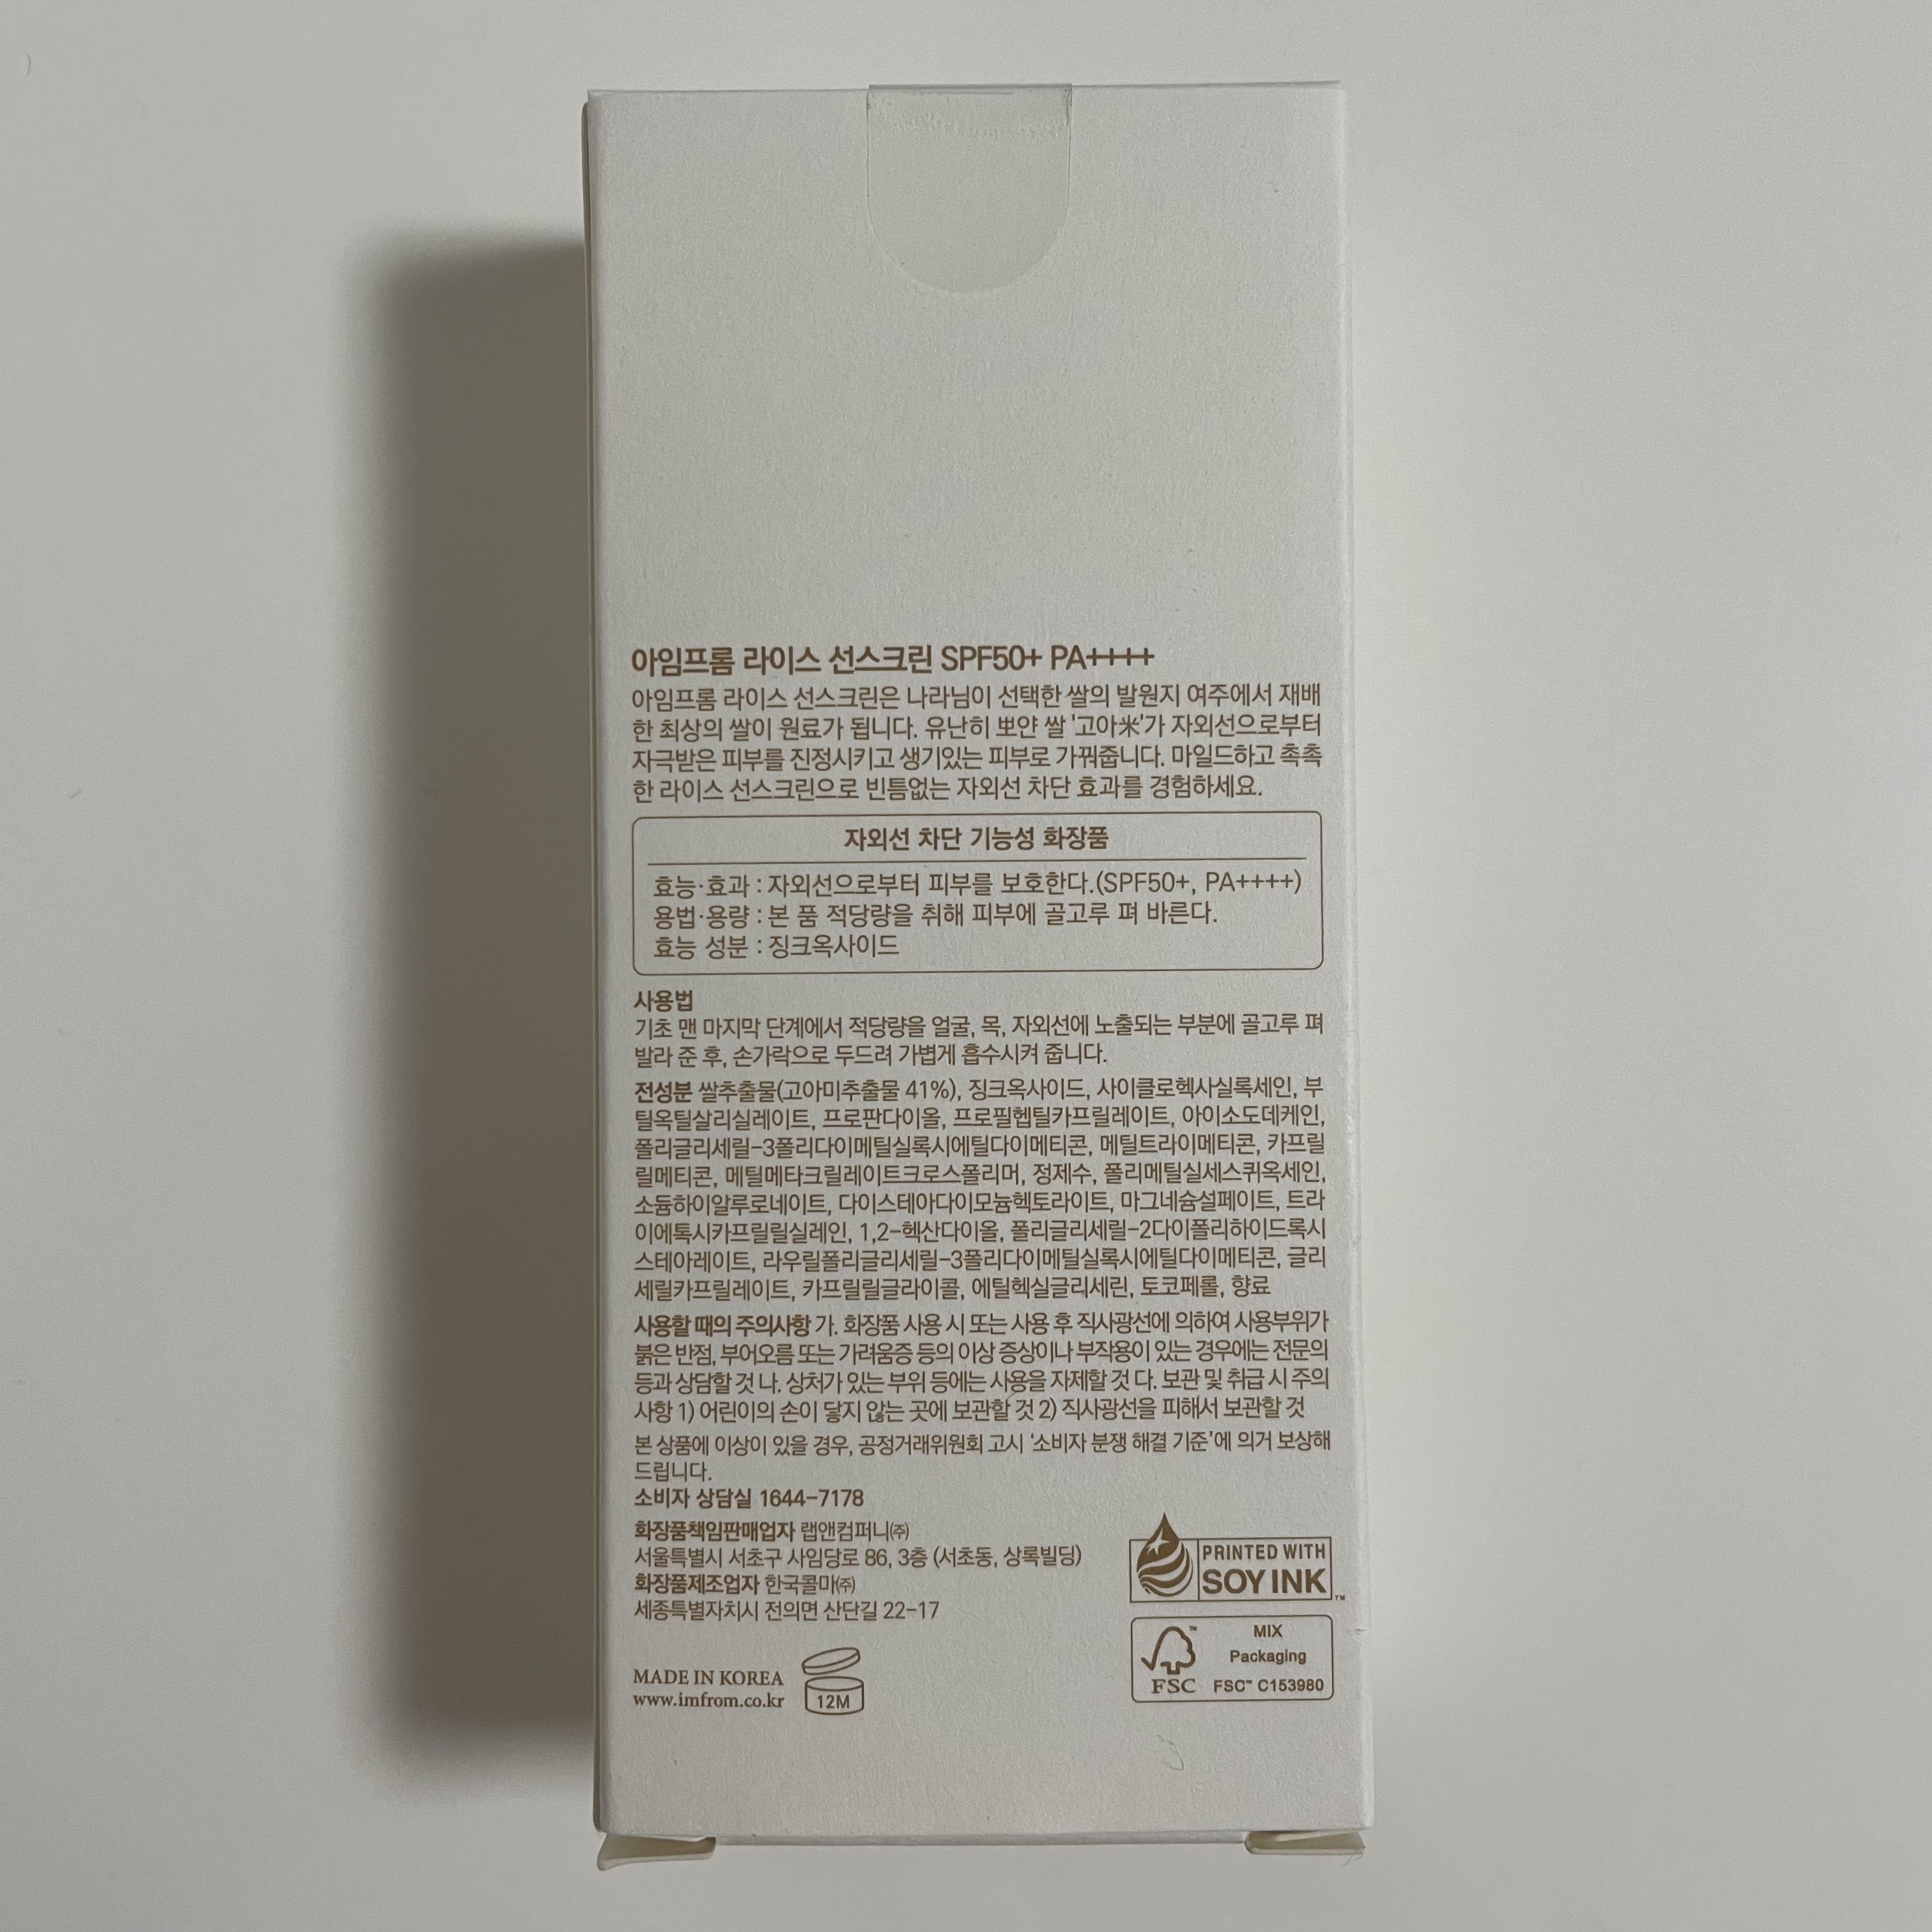 아임프롬 라이스 선스크린 SPF50+ PA++++
아임프롬 라이스 선스크린은 나라님이 선택한 쌀의 발원지 여주에서 재배
한 최상의 쌀이 원료가 됩니다. 유난히 뽀얀 쌀 '고아米'가 자외선으로부터
자극받은 피부를 진정시키고 생기있는 피부로 가꿔줍니다. 마일드하고 촉촉
한 라이스 선스크린으로 빈틈없는 자외선 차단 효과를 경험하세요.
자외선 차단 기능성 화장품
효능·효과 : 자외선으로부터 피부를 보호한다.(SPF50+, PA++++)
용법·용량 : 본 품 적당량을 취해 피부에 골고루 펴 바른다.
효능 성분 : 징크옥사이드
사용법
기초 맨 마지막 단계에서 적당량을 얼굴, 목, 자외선에 노출되는 부분에 골고루 펴
발라 준 후, 손가락으로 두드려 가볍게 흡수시켜 줍니다.
전성분 쌀추출물(고아미추출물 41%), 징크옥사이드, 사이클로헥사실록세인, 부
틸옥틸살리실레이트, 프로판다이올, 프로필헵틸카프릴레이트, 아이소도데케인,
폴리글리세릴-3폴리다이메틸실록시에틸다이메티콘, 메틸트라이메티콘, 카프릴
릴메티콘, 메틸메타크릴레이트크로스폴리머, 정제수, 폴리메틸실세스퀴옥세인,
소듐하이알루로네이트, 다이스테아다이모늄헥토라이트, 마그네슘설페이트, 트라
이에톡시카프릴릴실레인, 1,2-헥산다이올, 폴리글리세릴-2다이폴리하이드록시
스테아레이트, 라우릴폴리글리세릴-3폴리다이메틸실록시에틸다이메티콘, 글리
세릴카프릴레이트, 카프릴릴글라이콜, 에틸헥실글리세린, 토코페롤, 향료
사용할 때의 주의사항 가. 화장품 사용 시 또는 사용 후 직사광선에 의하여 사용부위가
붉은 반점, 부어오름 또는 가려움증 등의 이상 증상이나 부작용이 있는 경우에는 전문의
등과 상담할 것 나. 상처가 있는 부위 등에는 사용을 자제할 것 다. 보관 및 취급 시 주의
사항 1) 어린이의 손이 닿지 않는 곳에 보관할 것 2) 직사광선을 피해서 보관할 것
본 상품에 이상이 있을 경우, 공정거래위원회 고시 '소비자 분쟁 해결 기준'에 의거 보상해
드립니다.
소비자 상담실 1644-7178
화장품책임판매업자 랩앤컴퍼니㈜
서울특별시 서초구 사임당로 86, 3층 (서초동, 상록빌딩)
화장품제조업자 한국콜마㈜
세종특별자치시 전의면 산단길 22-17
MADE IN KOREA
www.imfrom.co.kr
12M
PRINTED WITH
SOY INK ™
MIX
Packaging
FSC™ C153980
FSC ™